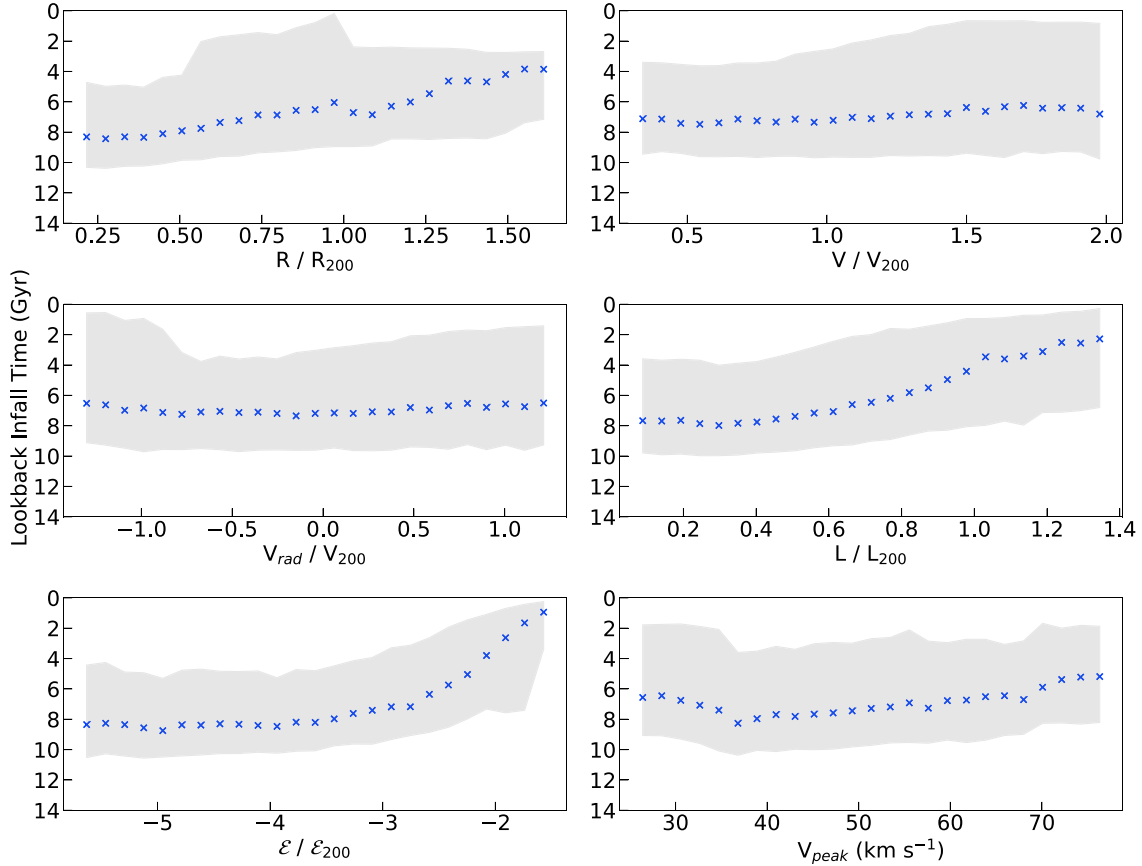 0 2 4 6 8 10 12 14
0.25 0.50 0.75 1.00 1.25 1.50
R / R200
0 2 4 6 8 10 12 14
0.5 1.0 1.5 2.0
V / V200
Lookback Infall Time (Gyr)
0 2 4 6 8 10 12 14
−1.0 −0.5 0.0 0.5 1.0
Vrad / V200
0 2 4 6 8 10 12 14
0.2 0.4 0.6 0.8 1.0 1.2 1.4
L / L200
0 2 4 6 8 10 12 14
−5 −4 −3 −2
ℰ / ℰ200
0 2 4 6 8 10 12 14
30 40 50 60 70
Vpeak (km s−1)